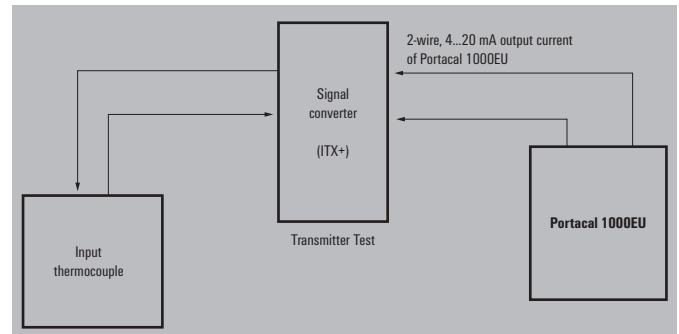 2-wire, 4...20 mA output current
of Portacal 1000EU
Signal
converter
(ITX+)
Transmitter Test
Input
thermocouple
Portacal 1000EU